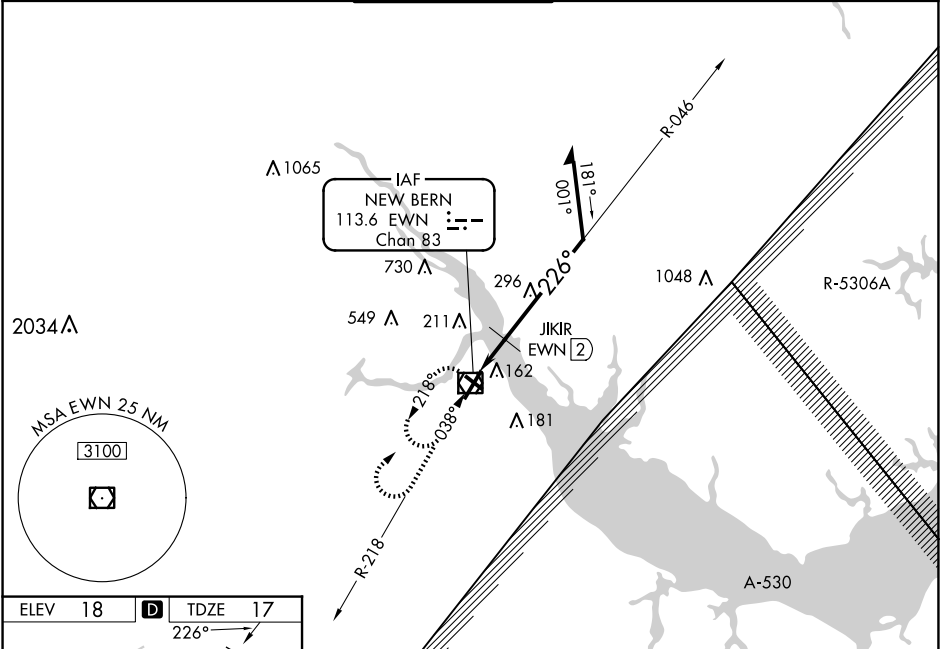 R-046
1065
IAF
NEW BERN
113.6 EWN
Chan 83
181°
001°
730
296
226°
1048
R-5306A
2034
549
211
JIKIR
EWN 2
162
218°
038°
181
MSA EWN 25 NM
3100
R-218
A-530
ELEV 18 D TDZE 17
226°